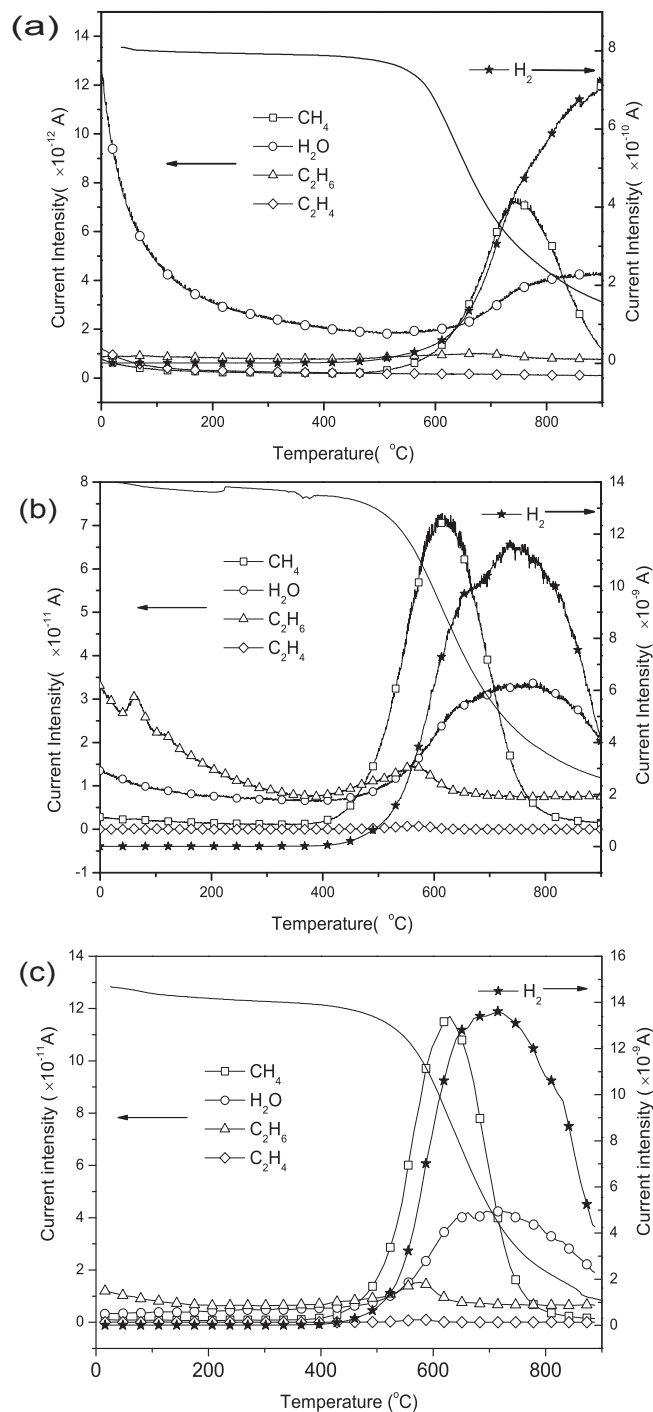 (a)
14
12
10
8
6
4
2
0
8
6
4
2
0
H2
CH4
H2O
C2H6
C2H4
Current Intensity( ×10-12 A)
Current Intensity( ×10-10 A)
0 200 400 600 800
Temperature( oC)
(b)
8
7
6
5
4
3
2
1
0
-1
14
12
10
8
6
4
2
0
H2
CH4
H2O
C2H6
C2H4
Current Intensity( ×10-11 A)
Current Intensity( ×10-9 A)
0 200 400 600 800
Temperature( oC)
(c)
14
12
10
8
6
4
2
0
16
14
12
10
8
6
4
2
0
H2
CH4
H2O
C2H6
C2H4
Current intensity ( ×10-11A)
Current intensity ( ×10-9A)
0 200 400 600 800
Temperature (oC)